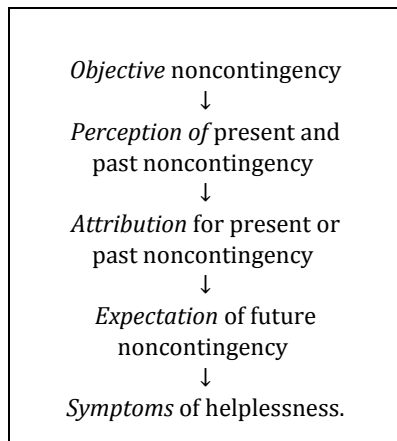 Objective noncontingency
↓
Perception of present and
past noncontingency
↓
Attribution for present or
past noncontingency
↓
Expectation of future
noncontingency
↓
Symptoms of helplessness.